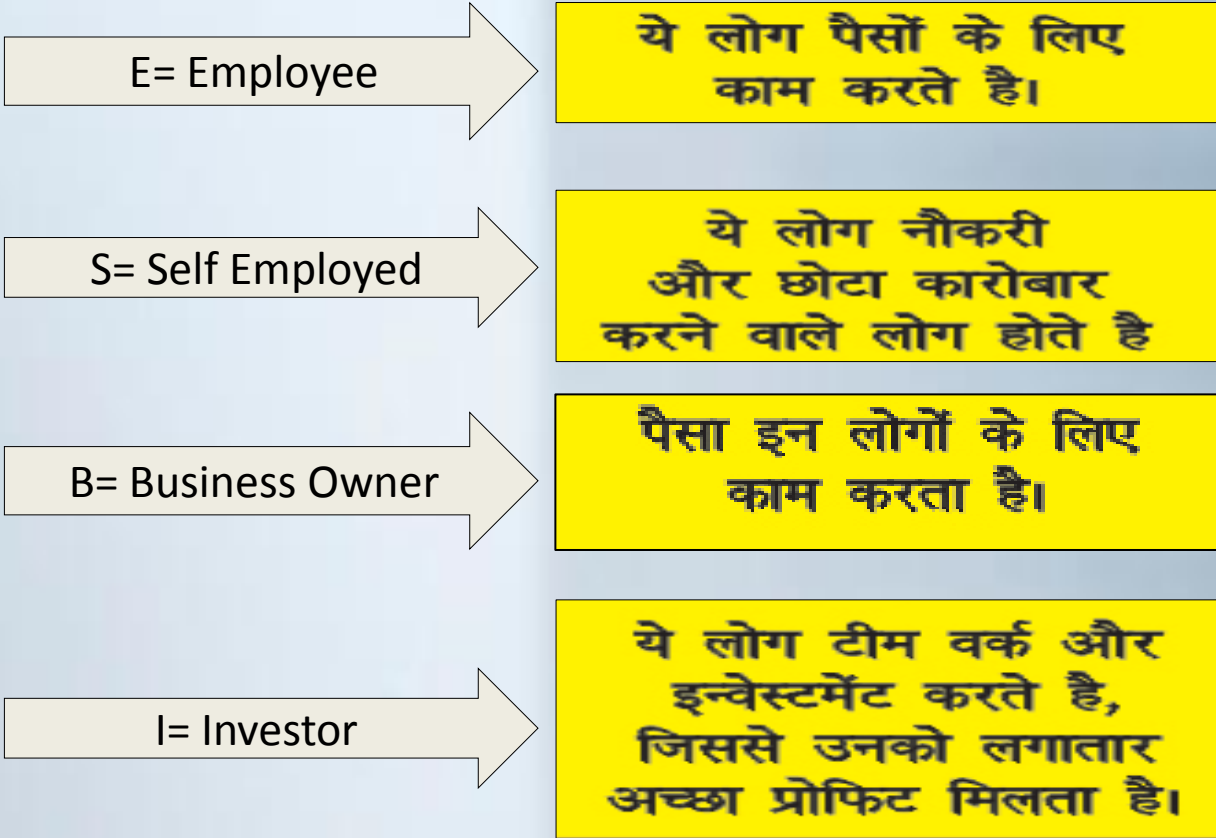 E= Employee
ये लोग पैसों के लिए
काम करते है।
S= Self Employed
ये लोग नौकरी
और छोटा कारोबार
करने वाले लोग होते है
B= Business Owner
पैसा इन लोगों के लिए
काम करता है।
I= Investor
ये लोग टीम वर्क और
इन्वेस्टमेंट करते है,
जिससे उनको लगातार
अच्छा प्रोफिट मिलता है।